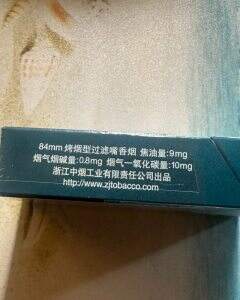 84mm 烤烟型过滤嘴香烟 焦油量:9mg
烟气烟碱量:0.8mg 烟气一氧化碳量:10mg
浙江中烟工业有限责任公司出品
http://www.zjtobacco.com